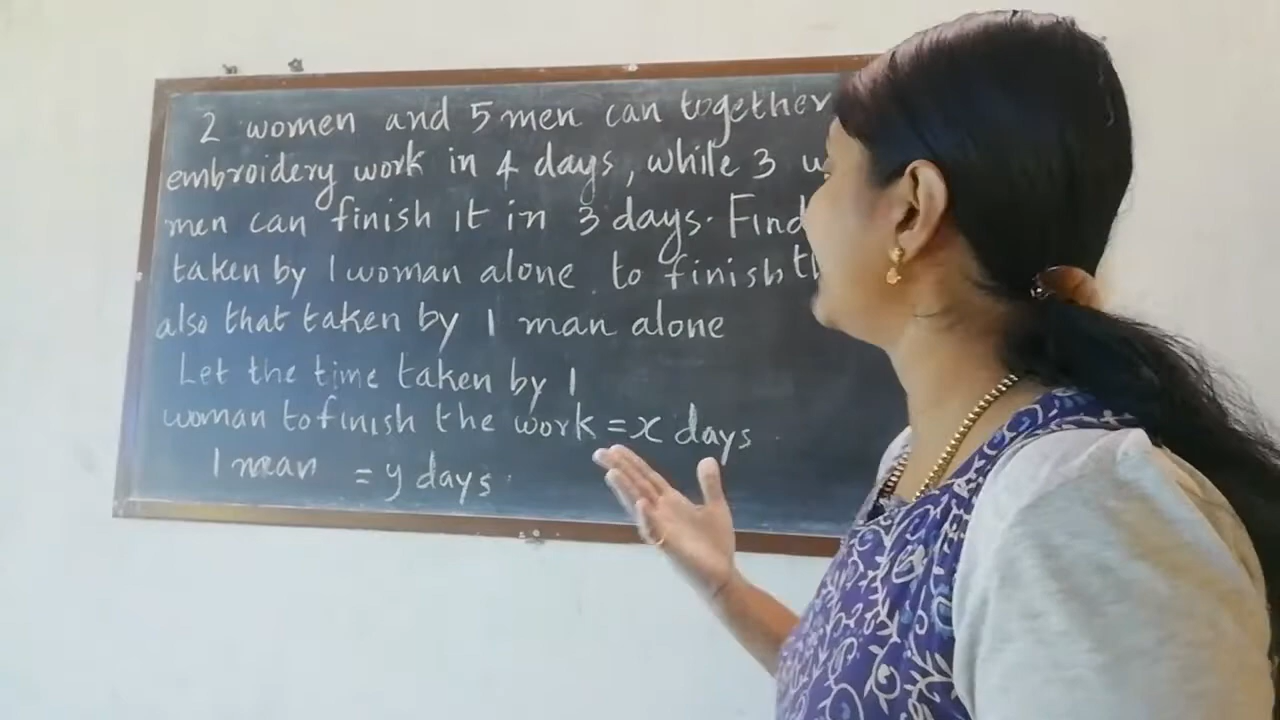 2 women and 5 men can together
embroidery work in 4 days, while 3
men can finish it in 3 days. Find
taken by 1 woman alone to finish
also that taken by 1 man alone
Let the time taken by 1
woman to finish the work = x days
1 man = y days.